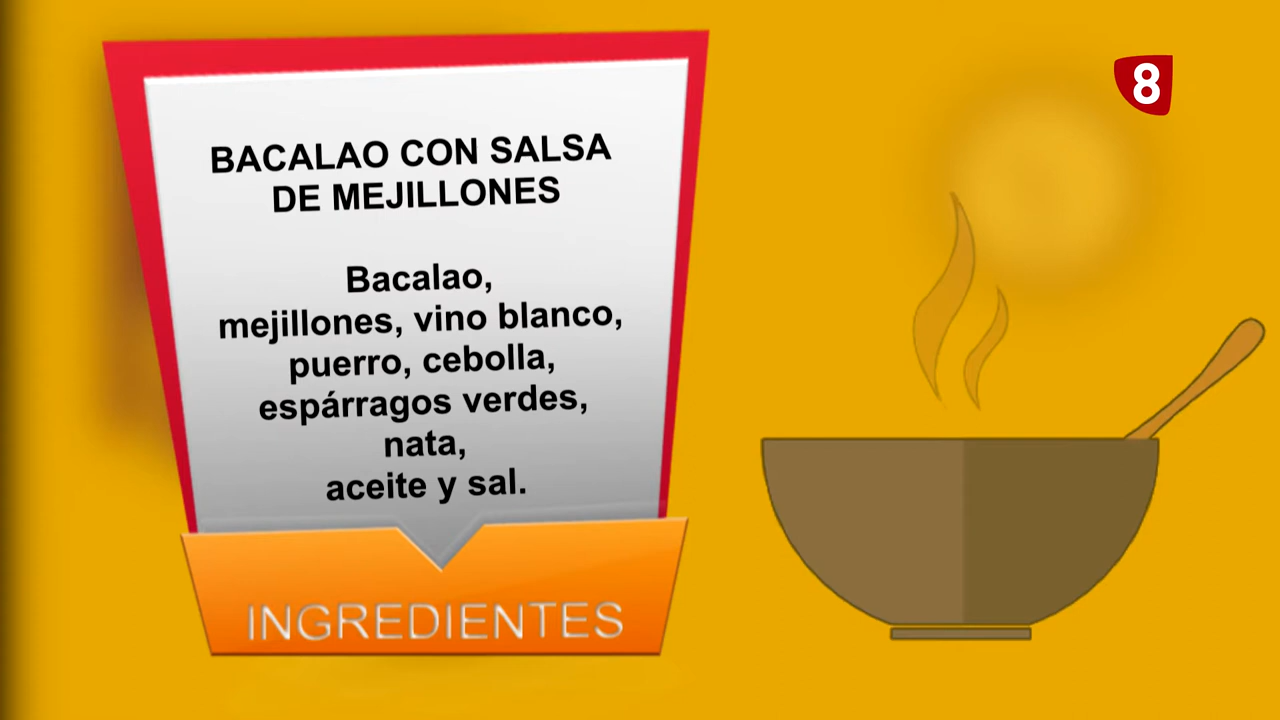 BACALAO CON SALSA
DE MEJILLONES
Bacalao,
mejillones, vino blanco,
puerro, cebolla,
espárragos verdes,
nata,
aceite y sal.
INGREDIENTES
8